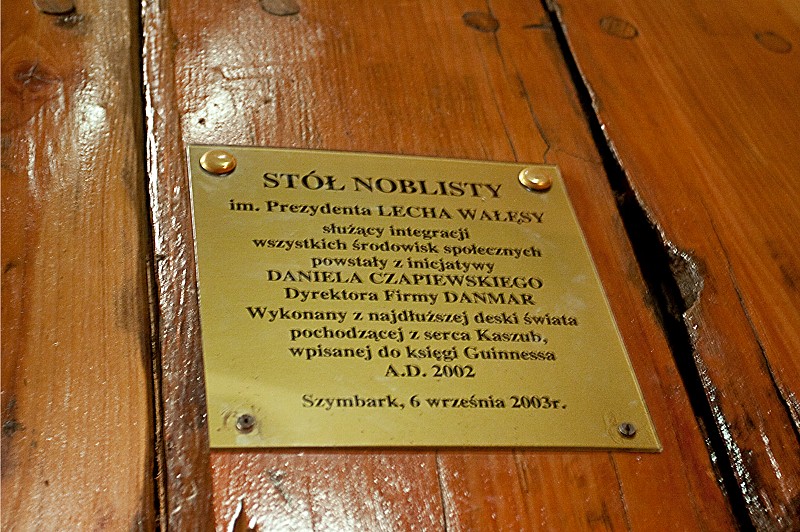 STÓŁ NOBLISTY
im. Prezydenta LECHA WAŁĘSY
służący integracji
wszystkich środowisk społecznych
powstały z inicjatywy
DANIELA CZAPIEWSKIEGO
Dyrektora Firmy DANMAR
Wykonany z najdłuższej deski świata
pochodzącej z serca Kaszub,
wpisanej do księgi Guinnessa
A.D. 2002
Szymbark, 6 września 2003r.